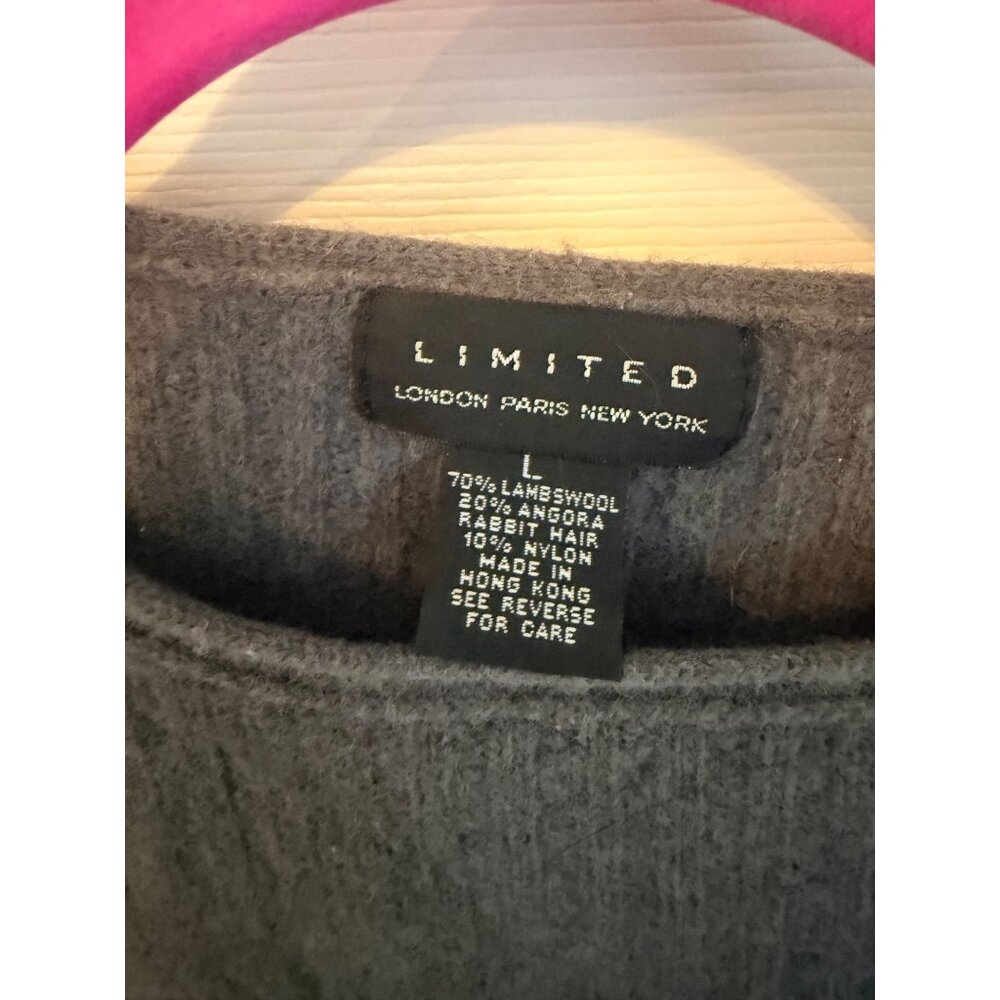 LIMITED
LONDON PARIS NEW YORK
L
70% LAMBSWOOL
20% ANGORA
RABBIT HAIR
10% NYLON
MADE IN
HONG KONG
SEE REVERSE
FOR CARE